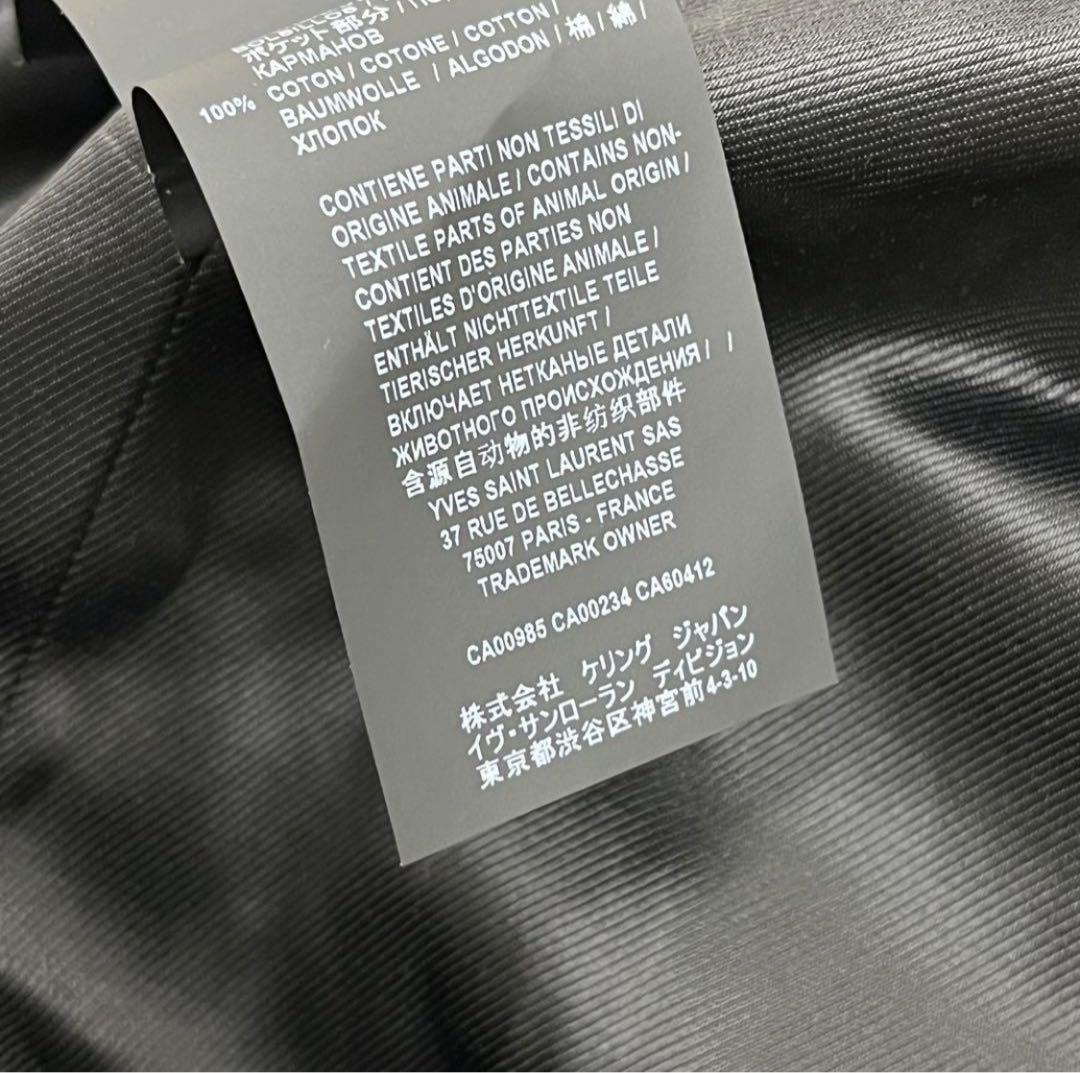 ポケット部分 /
КАРМАНОВ
100% COTON / COTONE / COTTON /
BAUMWOLLE / ALGODON / 棉 / 綿 /
ХЛОПОК
CONTIENE PARTI NON TESSILI DI
ORIGINE ANIMALE / CONTAINS NON-
TEXTILE PARTS OF ANIMAL ORIGIN /
CONTIENT DES PARTIES NON
TEXTILES D'ORIGINE ANIMALE /
ENTHÄLT NICHTTEXTILE TEILE
TIERISCHER HERKUNFT /
ВКЛЮЧАЕТ НЕТКАНЫЕ ДЕТАЛИ
ЖИВОТНОГО ПРОИСХОЖДЕНИЯ / /
含源自动物的非纺织部件
YVES SAINT LAURENT SAS
37 RUE DE BELLECHASSE
75007 PARIS - FRANCE
TRADEMARK OWNER
CA00985 CA00234 CA60412
株式会社 ケリング ジャパン
イヴ・サンローラン ディビジョン
東京都渋谷区神宮前4-3-10